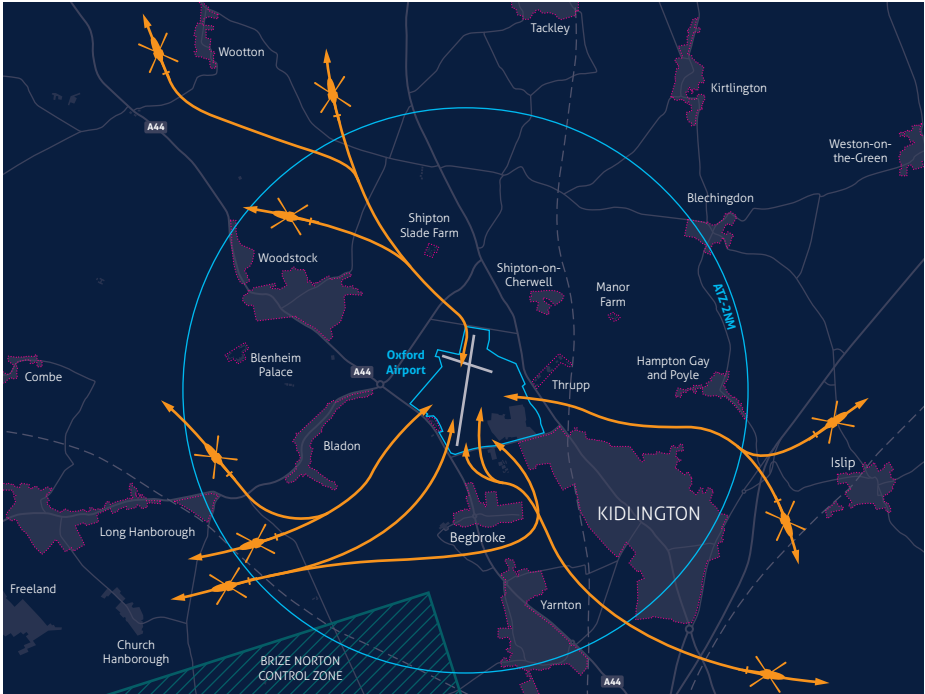 Tackley
Wootton
Kirtlington
A44
Weston-on-
the-Green
Blechingdon
Shipton
Slade Farm
Woodstock
Shipton-on-
Cherwell
Manor
Farm
ATZ-2NM
Blenheim
Palace
Oxford
Airport
A44
Combe
Thrupp
Hampton Gay
and Poyle
Bladon
Islip
Long Hanborough
KIDLINGTON
Begbroke
Freeland
Yarnton
Church
Hanborough
BRIZE NORTON
CONTROL ZONE
A44